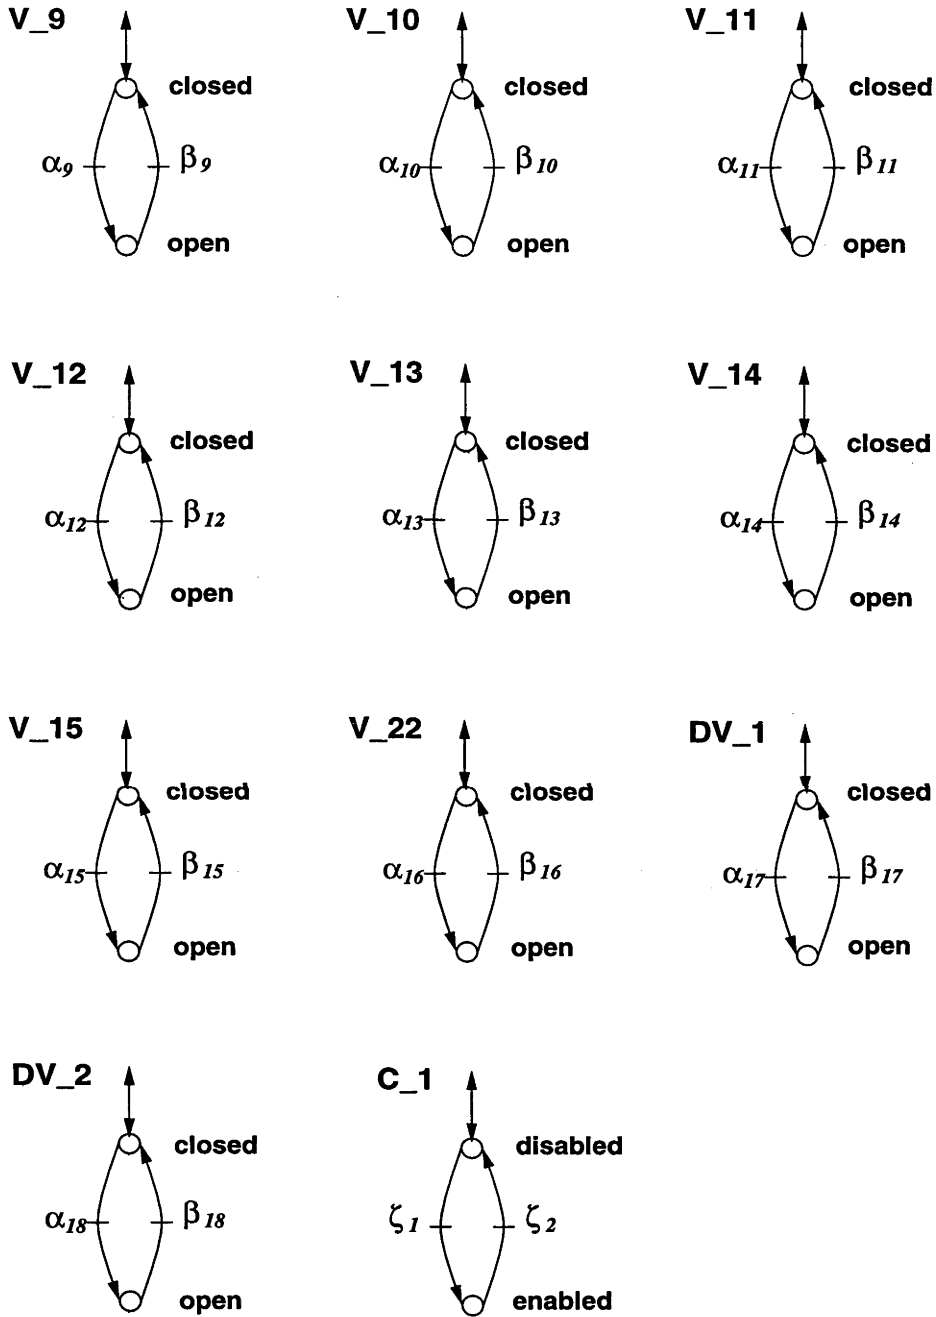 V_9
closed
α9
β9
open
V_10
closed
α10
β10
open
V_11
closed
α11
β11
open
V_12
closed
α12
β12
open
V_13
closed
α13
β13
open
V_14
closed
α14
β14
open
V_15
closed
α15
β15
open
V_22
closed
α16
β16
open
DV_1
closed
α17
β17
open
DV_2
closed
α18
β18
open
C_1
disabled
ζ1
ζ2
enabled